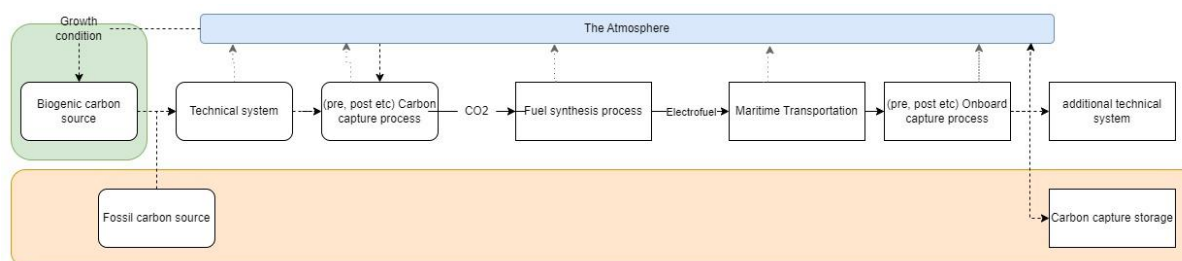 Growth
condition
The Atmosphere
Biogenic carbon
source
Technical system
(pre, post etc) Carbon
capture process
CO2
Fuel synthesis process
Electrofuel
Maritime Transportation
(pre, post etc) Onboard
capture process
additional technical
system
Fossil carbon source
Carbon capture storage